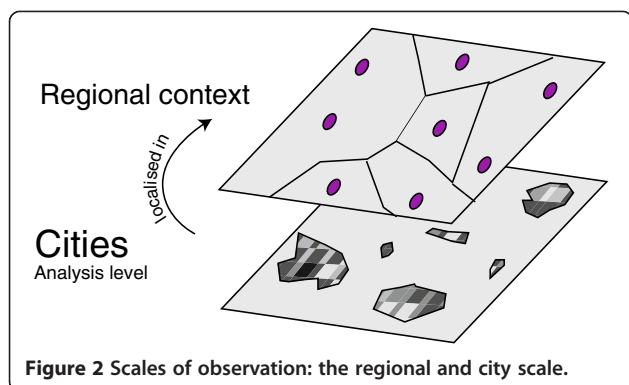 Regional context
localised in
Cities
Analysis level
Figure 2 Scales of observation: the regional and city scale.